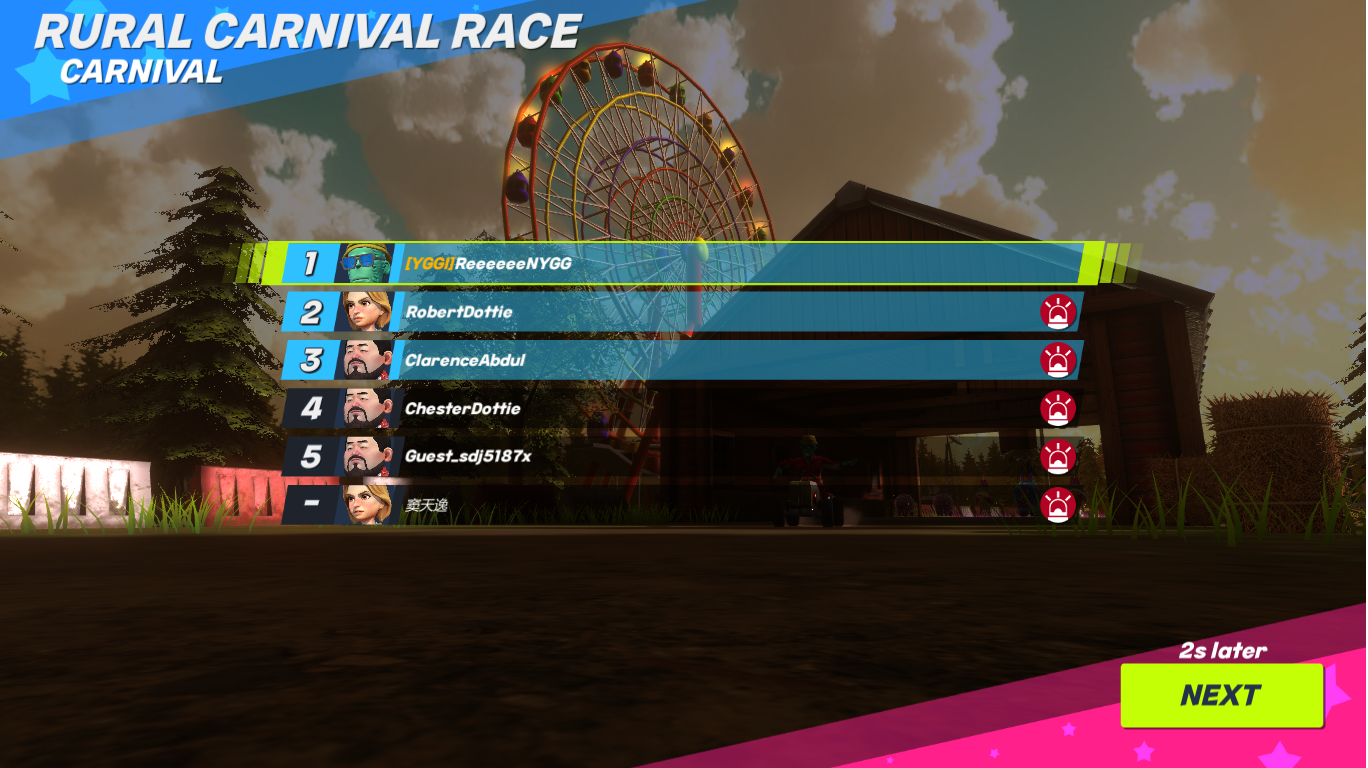 RURAL CARNIVAL RACE
CARNIVAL
1 [YGGI]ReeeeeeNYGG
2 RobertDottie
3 ClarenceAbdul
4 ChesterDottie
5 Guest_sdj5187x
- 窦天逸
2s later
NEXT